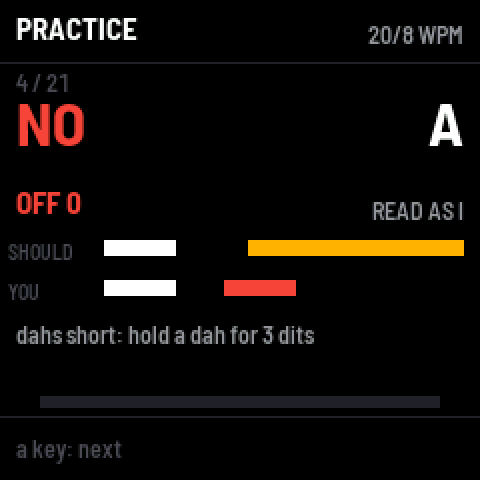 PRACTICE
20/8 WPM
4 / 21
NO
A
OFF 0
READ AS I
SHOULD
YOU
dahs short: hold a dah for 3 dits
a key: next